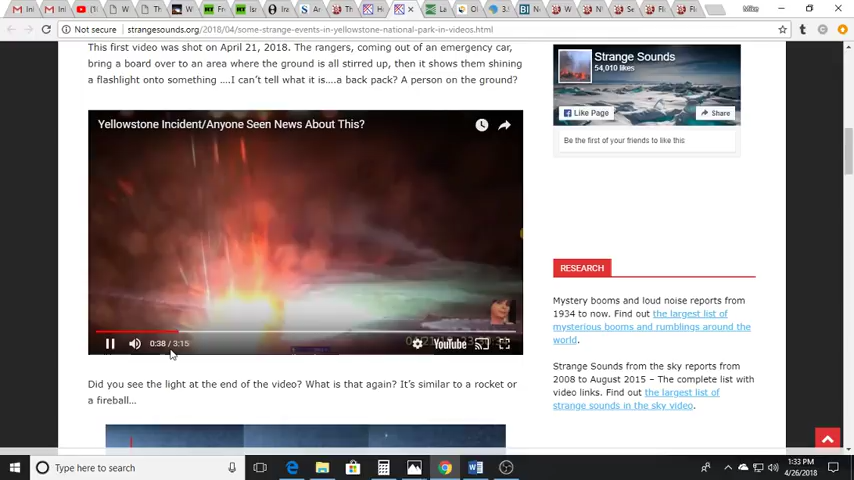 Mike
Not secure | strangesounds.org/2018/04/some-strange-events-in-yellowstone-national-park-in-videos.html
This first video was shot on April 21, 2018. The rangers, coming out of an emergency car,
bring a board over to an area where the ground is all stirred up, then it shows them shining
a flashlight onto something ....I can't tell what it is....a back pack? A person on the ground?
Yellowstone Incident/Anyone Seen News About This?
0:38 / 3:15
YouTube
Did you see the light at the end of the video? What is that again? It's similar to a rocket or
a fireball...
Strange Sounds
54,010 likes
Like Page
Share
Be the first of your friends to like this
RESEARCH
Mystery booms and loud noise reports from
1934 to now. Find out the largest list of
mysterious booms and rumblings around the
world.
Strange Sounds from the sky reports from
2008 to August 2015 – The complete list with
video links. Find out the largest list of
strange sounds in the sky video.
Type here to search
1:33 PM
4/26/2018